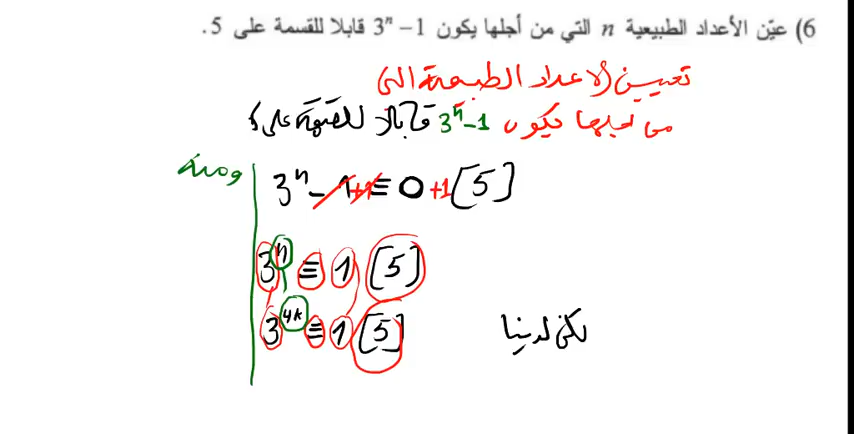 6) عيّن الأعداد الطبيعية n التي من أجلها يكون 3ⁿ −1 قابلا للقسمة على 5 .
تعيين الاعداد الطبيعية التي
من اجلها يكون 3ⁿ-1 قابلا للقسمة على 5
ومنه
3ⁿ - 1 +1 ≡ 0 +1 [5]
3ⁿ ≡ 1 [5]
لكن لدينا 3⁴ᵏ ≡ 1 [5]